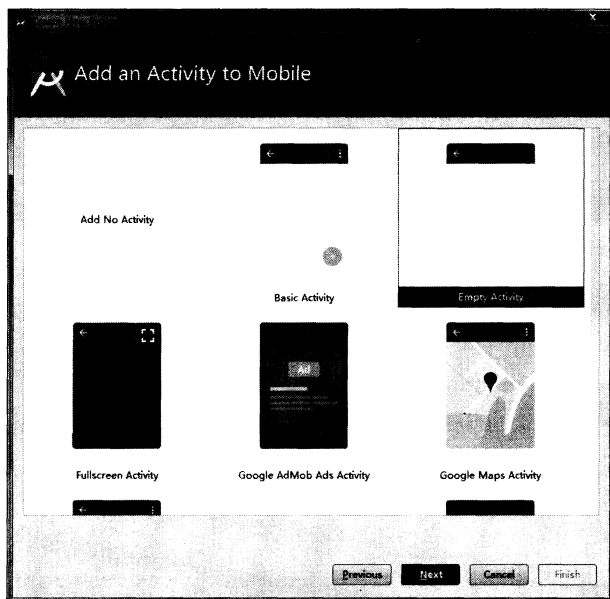 Add an Activity to Mobile
Add No Activity
Basic Activity
Empty Activity
Ad
Fullscreen Activity
Google AdMob Ads Activity
Google Maps Activity
Previous
Next
Cancel
Finish